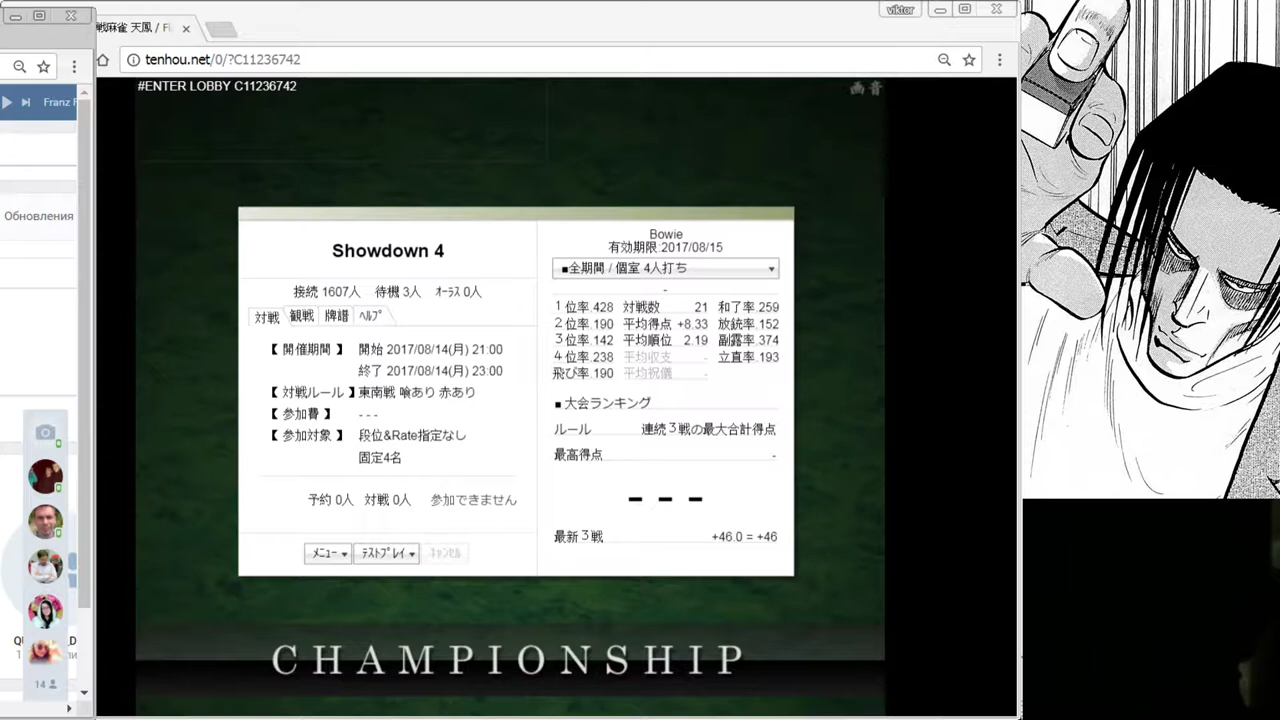 戦麻雀 天鳳 / Fl
viktor
tenhou.net/0/?C11236742
#ENTER LOBBY C11236742
画 音
Franz F
Обновления
14
Showdown 4
接続 1607人 待機 3人 ｵｰﾗｽ 0人
対戦 観戦 牌譜 ﾍﾙﾌﾟ
【 開催期間 】 開始 2017/08/14(月) 21:00
終了 2017/08/14(月) 23:00
【 対戦ルール 】 東南戦 喰あり 赤あり
【 参加費 】 - - -
【 参加対象 】 段位&Rate指定なし
固定4名
予約 0人 対戦 0人 参加できません
ﾒﾆｭｰ ▾ ﾃｽﾄﾌﾟﾚｲ ▾ ｷｬﾝｾﾙ
Bowie
有効期限:2017/08/15
■全期間 / 個室 4人打ち
-
1位率.428 対戦数 21 和了率.259
2位率.190 平均得点 +8.33 放銃率.152
3位率.142 平均順位 2.19 副露率.374
4位率.238 平均収支 - 立直率.193
飛び率.190 平均祝儀 -
■ 大会ランキング
ルール 連続３戦の最大合計得点
最高得点 -
- - -
最新３戦 +46.0 = +46
CHAMPIONSHIP